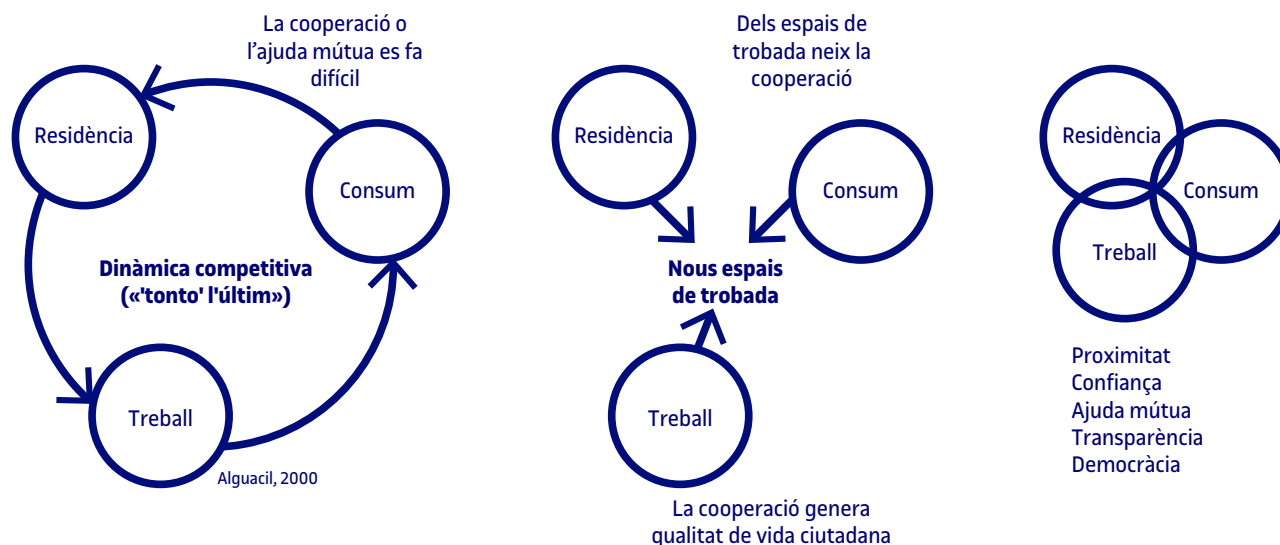 La cooperació o
l'ajuda mútua es fa
difícil
Residència
Consum
Dinàmica competitiva
(«'tonto' l'últim»)
Treball
Alguacil, 2000
Dels espais de
trobada neix la
cooperació
Residència
Consum
Nous espais
de trobada
Treball
La cooperació genera
qualitat de vida ciutadana
Residència
Consum
Treball
Proximitat
Confiança
Ajuda mútua
Transparència
Democràcia